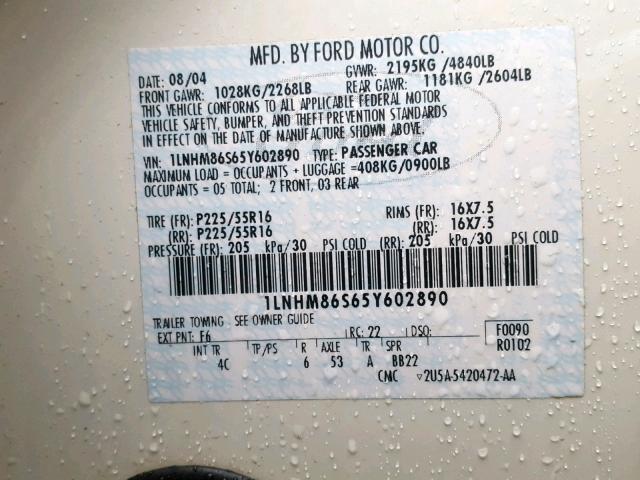 MFD. BY FORD MOTOR CO.
DATE: 08/04 GVWR: 2195KG /4840LB
FRONT GAWR: 1028KG/2268LB REAR GAWR: 1181KG /2604LB
THIS VEHICLE CONFORMS TO ALL APPLICABLE FEDERAL MOTOR
VEHICLE SAFETY, BUMPER, AND THEFT PREVENTION STANDARDS
IN EFFECT ON THE DATE OF MANUFACTURE SHOWN ABOVE.
VIN: 1LNHM86S65Y602890 TYPE: PASSENGER CAR
MAXIMUM LOAD = OCCUPANTS + LUGGAGE =408KG/0900LB
OCCUPANTS = 05 TOTAL; 2 FRONT, 03 REAR
TIRE (FR): P225/55R16 RIMS (FR): 16X7.5
(RR): P225/55R16 (RR): 16X7.5
PRESSURE (FR): 205 kPa/30 PSI COLD (RR): 205 kPa/30 PSI COLD
1LNHM86S65Y602890
TRAILER TOWING: SEE OWNER GUIDE
EXT PNT: F6 RC: 22 DSO: F0090
R0102
INT TR TP/PS R AXLE TR SPR
4C 6 53 A BB22
CMC ▽2U5A-5420472-AA